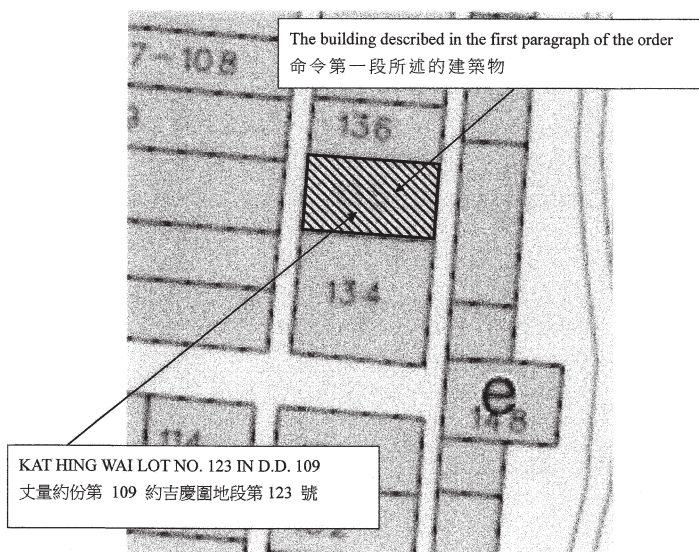 The building described in the first paragraph of the order
命令第一段所述的建築物
7-108
136
134
e
148
114
KAT HING WAI LOT NO. 123 IN D.D. 109
丈量約份第 109 約吉慶圍地段第 123 號